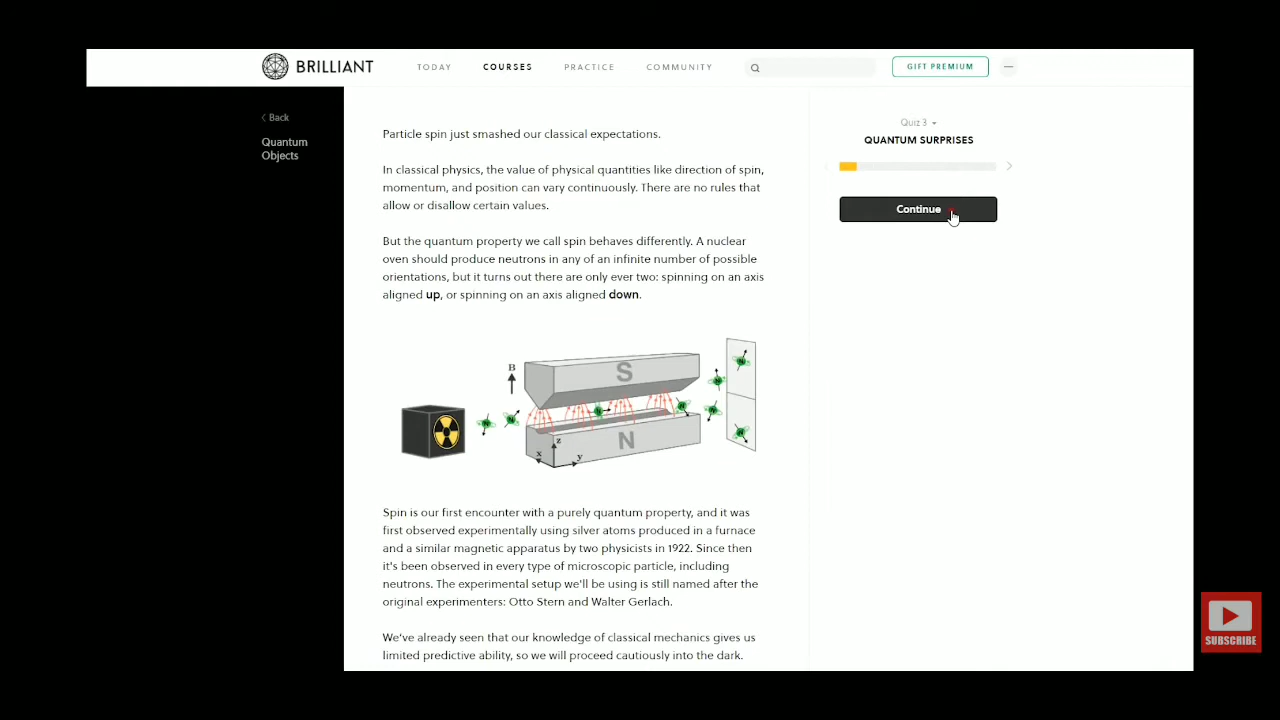 BRILLIANT
TODAY
COURSES
PRACTICE
COMMUNITY
GIFT PREMIUM
Back
Quantum
Objects
Particle spin just smashed our classical expectations.
In classical physics, the value of physical quantities like direction of spin,
momentum, and position can vary continuously. There are no rules that
allow or disallow certain values.
But the quantum property we call spin behaves differently. A nuclear
oven should produce neutrons in any of an infinite number of possible
orientations, but it turns out there are only ever two: spinning on an axis
aligned up, or spinning on an axis aligned down.
B
S
N
z
x
y
Spin is our first encounter with a purely quantum property, and it was
first observed experimentally using silver atoms produced in a furnace
and a similar magnetic apparatus by two physicists in 1922. Since then
it's been observed in every type of microscopic particle, including
neutrons. The experimental setup we'll be using is still named after the
original experimenters: Otto Stern and Walter Gerlach.
We've already seen that our knowledge of classical mechanics gives us
limited predictive ability, so we will proceed cautiously into the dark.
Quiz 3
QUANTUM SURPRISES
Continue
SUBSCRIBE